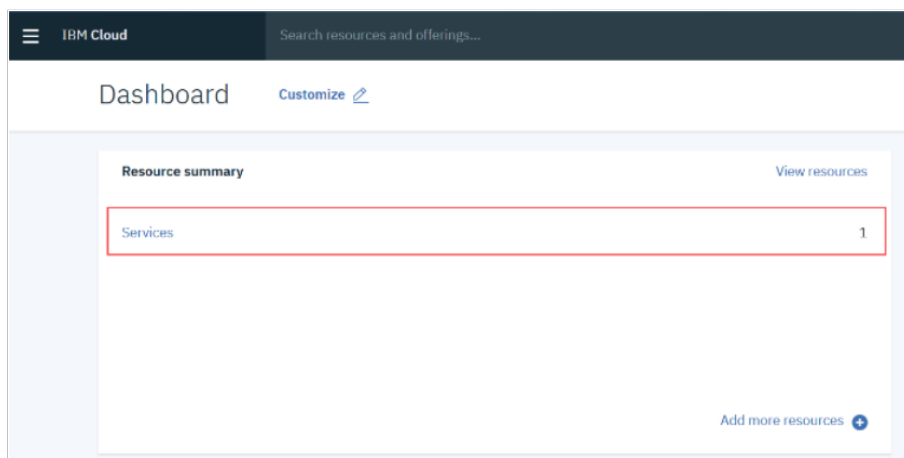 IBM Cloud Search resources and offerings...
Dashboard Customize
Resource summary View resources
Services 1
Add more resources